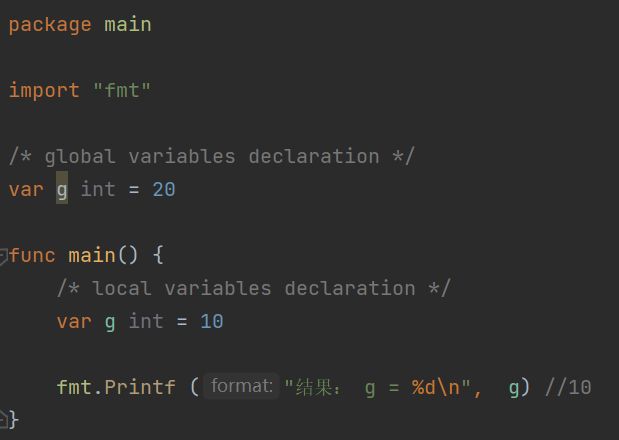 package main
import "fmt"
/* global variables declaration */
var g int = 20
func main() {
/* local variables declaration */
var g int = 10
fmt.Printf (format:"结果： g = %d\n", g) //10
}